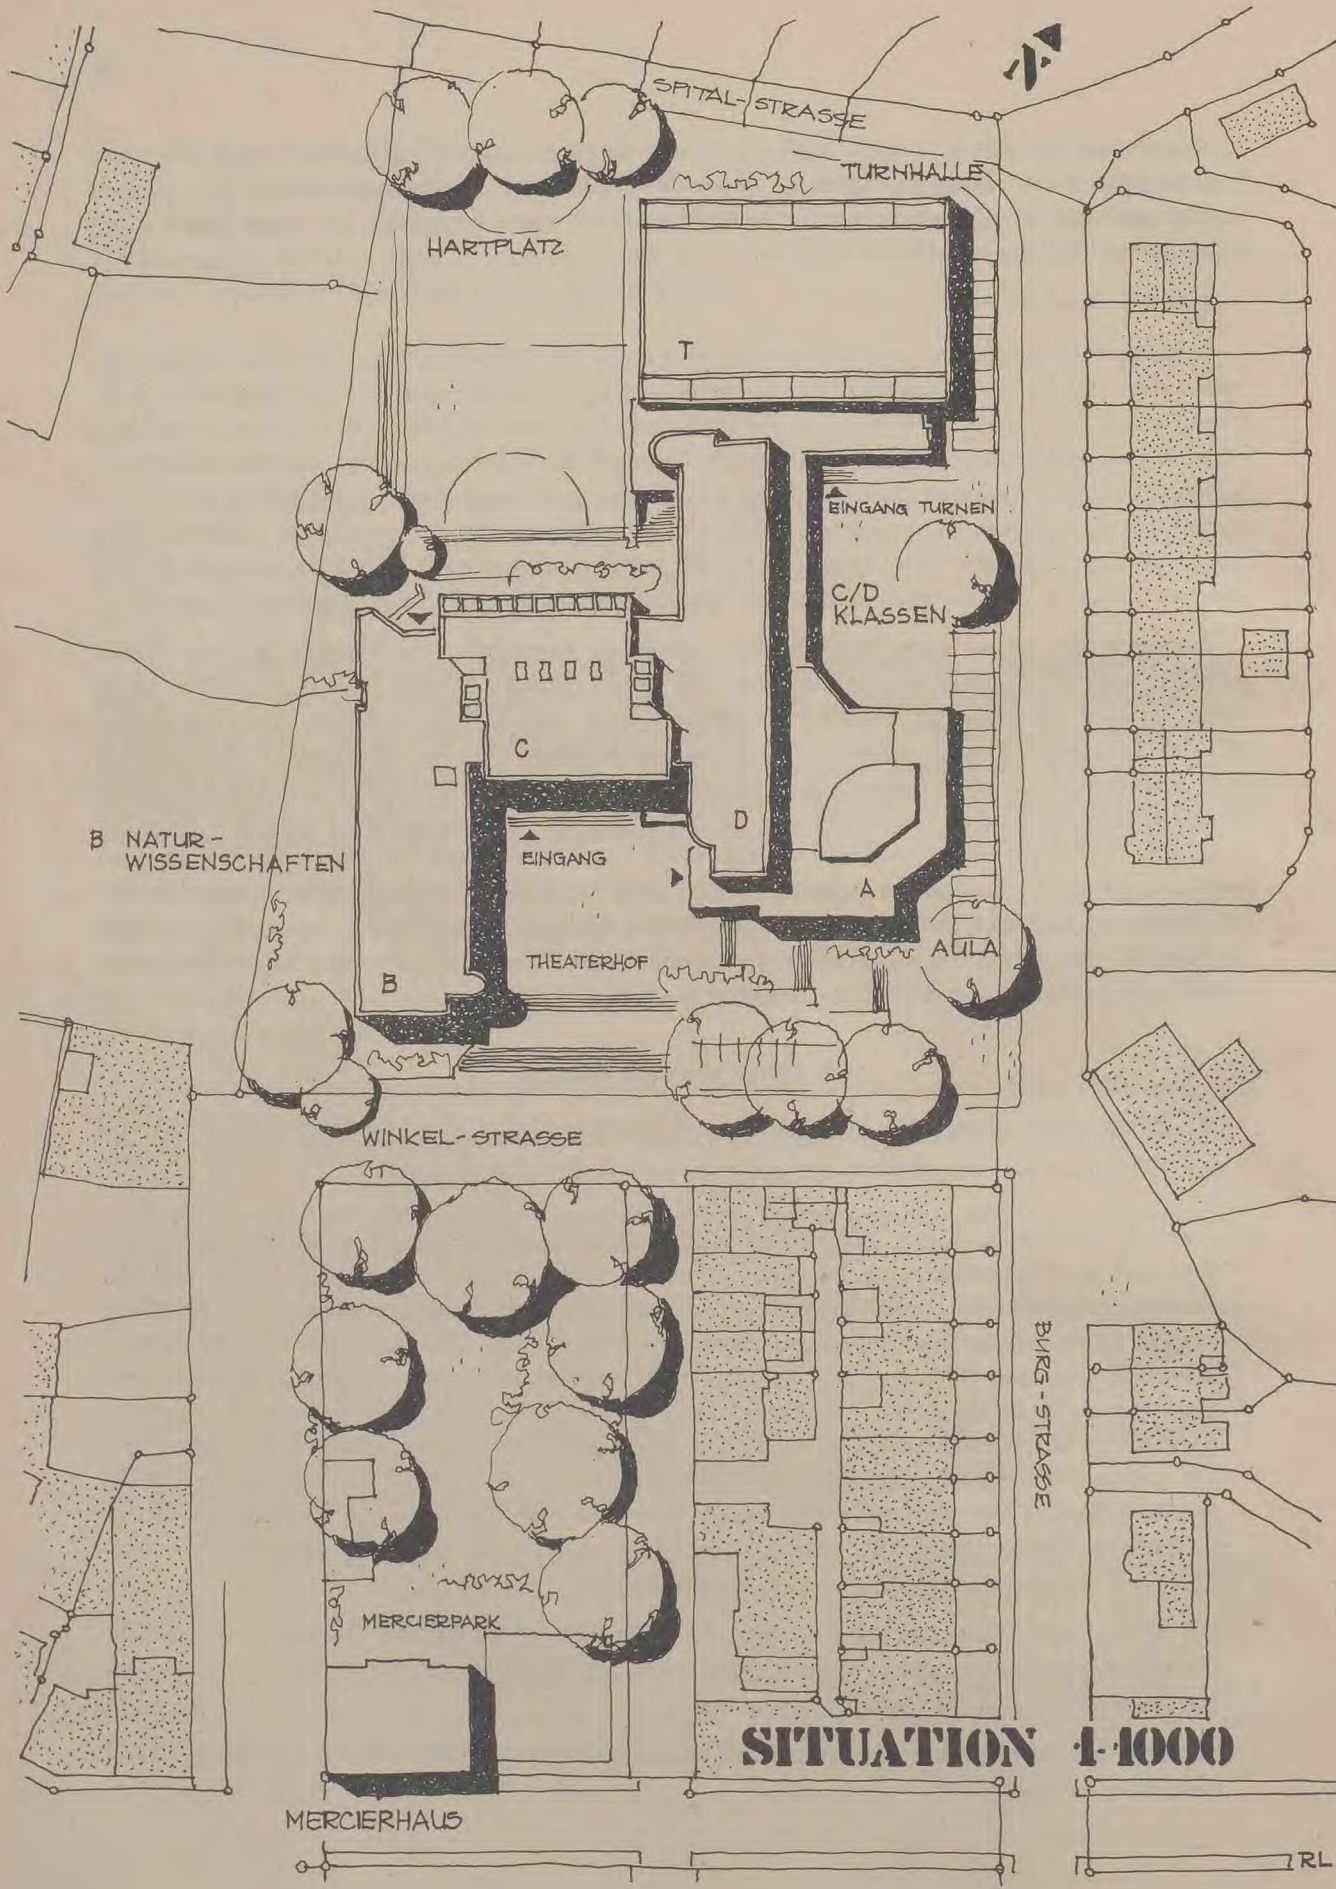 N
SPITAL-STRASSE
TURNHALLE
HARTPLATZ
T
EINGANG TURNEN
C/D
KLASSEN
C
D
B NATUR-
WISSENSCHAFTEN
EINGANG
A
THEATERHOF
AULA
B
WINKEL-STRASSE
BURG-STRASSE
MERCIERPARK
SITUATION 1-1000
MERCIERHAUS
RL